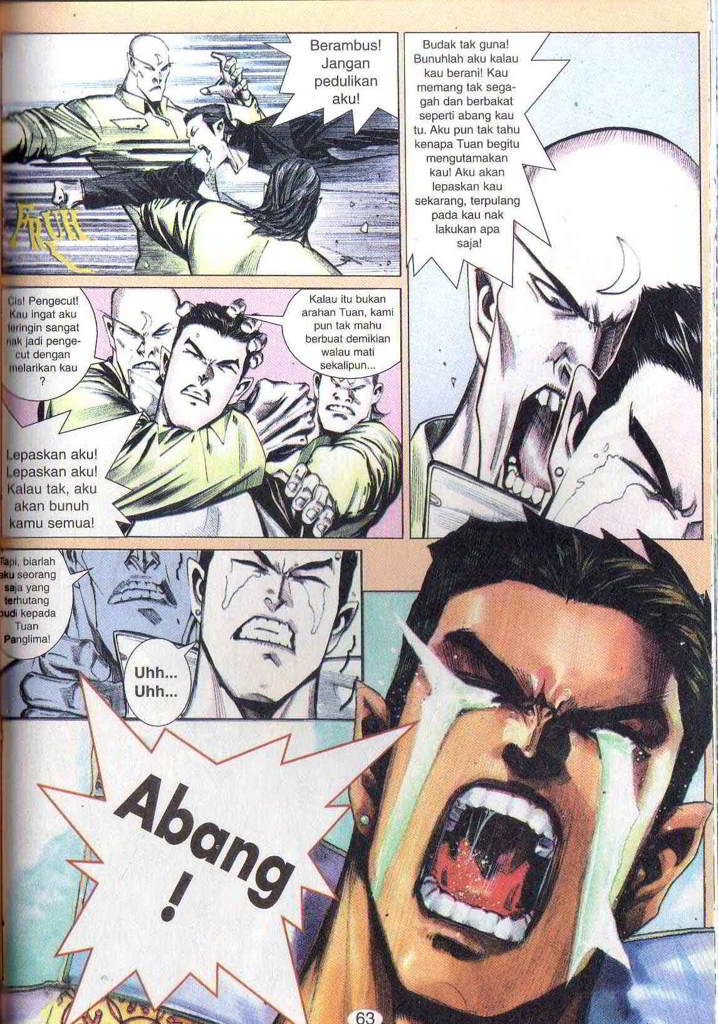 Berambus!
Jangan
pedulikan
aku!
Budak tak guna!
Bunuhlah aku kalau
kau berani! Kau
memang tak sega-
gah dan berbakat
seperti abang kau
tu. Aku pun tak tahu
kenapa Tuan begitu
mengutamakan
kau! Aku akan
lepaskan kau
sekarang, terpulang
pada kau nak
lakukan apa
saja!
Cis! Pengecut!
Kau ingat aku
teringin sangat
nak jadi penge-
cut dengan
melarikan kau
?
Kalau itu bukan
arahan Tuan, kami
pun tak mahu
berbuat demikian
walau mati
sekalipun...
Lepaskan aku!
Lepaskan aku!
Kalau tak, aku
akan bunuh
kamu semua!
Tapi, biarlah
aku seorang
saja yang
terhutang
budi kepada
Tuan
Panglima!
Uhh...
Uhh...
Abang
!
63